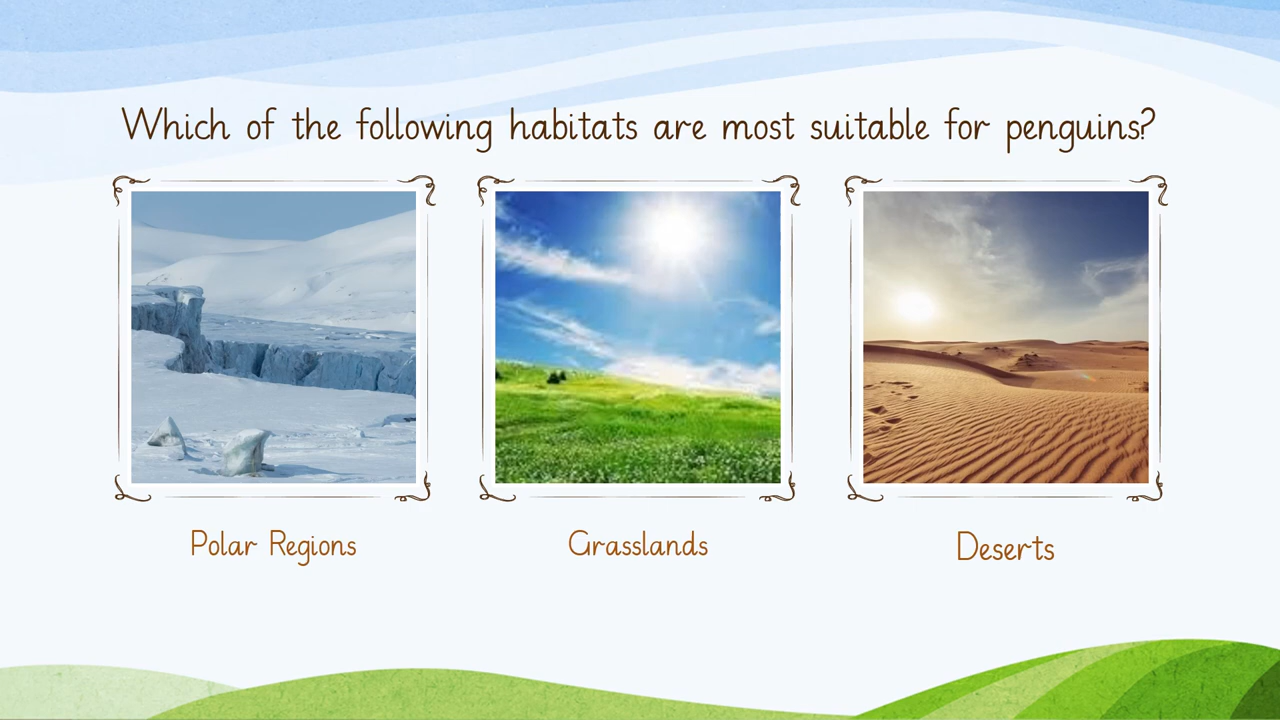 Which of the following habitats are most suitable for penguins?
Polar Regions
Grasslands
Deserts